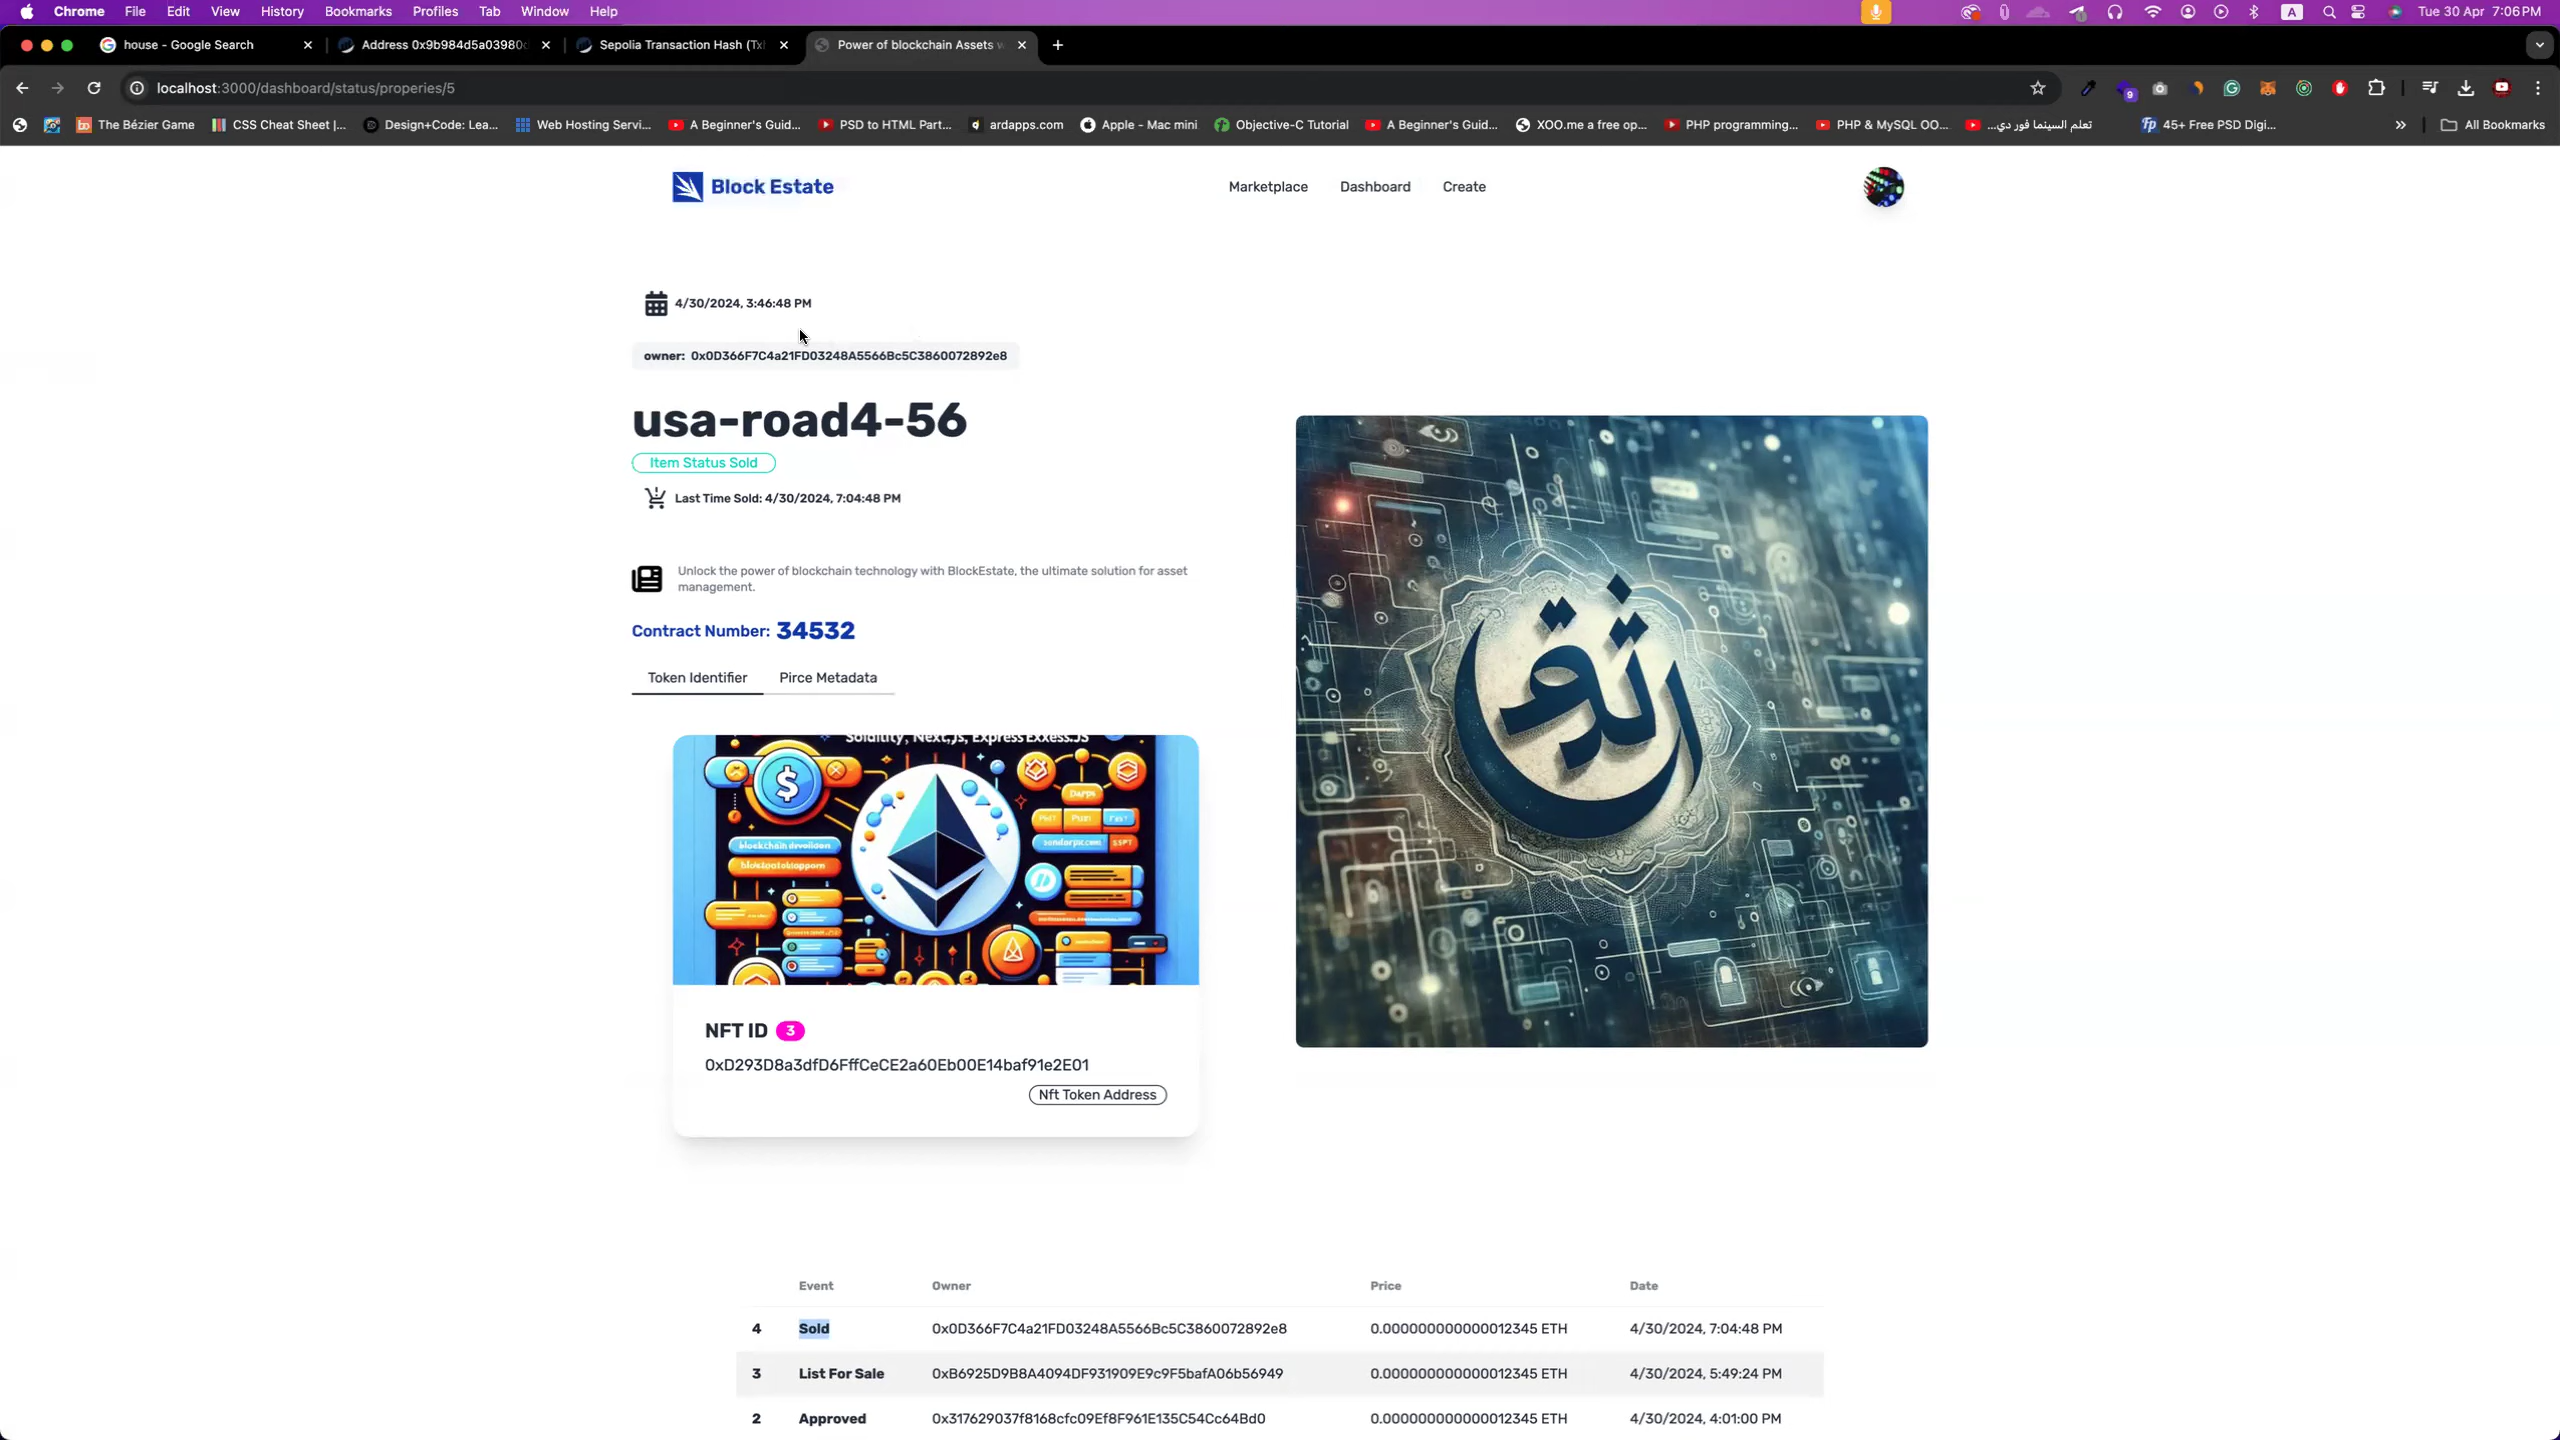 Chrome File Edit View History Bookmarks Profiles Tab Window Help A Tue 30 Apr 7:06 PM
house - Google Search Address 0x9b984d5a03980 Sepolia Transaction Hash (Tx Power of blockchain Assets
localhost:3000/dashboard/status/properies/5 9
The Bézier Game CSS Cheat Sheet |... Design+Code: Lea... Web Hosting Servi... A Beginner's Guid... PSD to HTML Part... ardapps.com Apple - Mac mini Objective-C Tutorial A Beginner's Guid... XOO.me a free op... PHP programming... PHP & MySQL OO... تعلم السينما فور دي... 45+ Free PSD Digi... All Bookmarks
Block Estate Marketplace Dashboard Create
4/30/2024, 3:46:48 PM
owner: 0x0D366F7C4a21FD03248A5566Bc5C3860072892e8
usa-road4-56
Item Status Sold
Last Time Sold: 4/30/2024, 7:04:48 PM
Unlock the power of blockchain technology with BlockEstate, the ultimate solution for asset
management.
Contract Number: 34532
Token Identifier Pirce Metadata
Solditity, Next,js, Express Exxess.JS
NFT ID 3
0xD293D8a3dfD6FffCeCE2a60Eb00E14baf91e2E01
Nft Token Address
Event Owner Price Date
4 Sold 0x0D366F7C4a21FD03248A5566Bc5C3860072892e8 0.000000000000012345 ETH 4/30/2024, 7:04:48 PM
3 List For Sale 0xB6925D9B8A4094DF931909E9c9F5bafA06b56949 0.000000000000012345 ETH 4/30/2024, 5:49:24 PM
2 Approved 0x317629037f8168cfc09Ef8F961E135C54Cc64Bd0 0.000000000000012345 ETH 4/30/2024, 4:01:00 PM